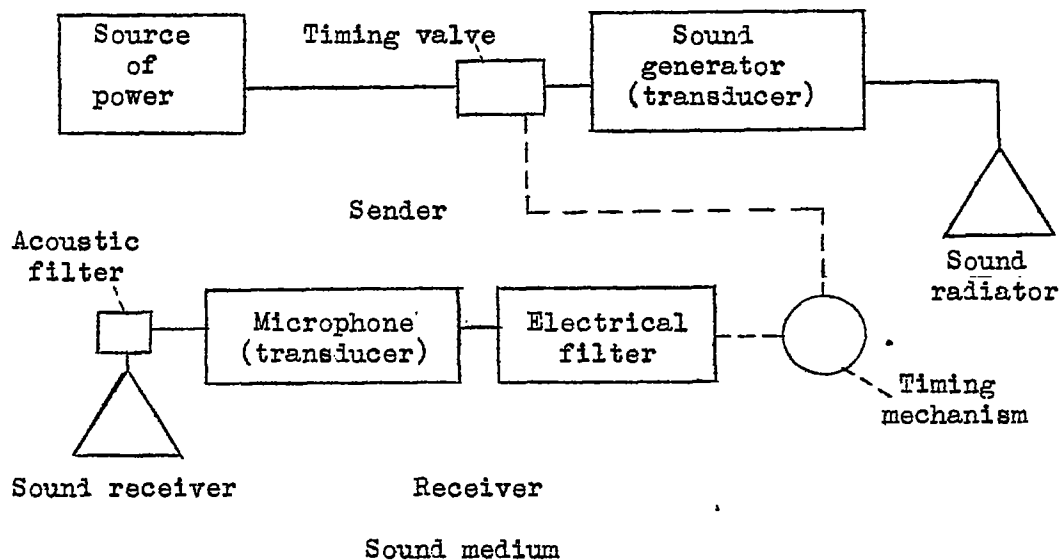 Source
of
power
Timing valve
Sound
generator
(transducer)
Sender
Sound
radiator
Acoustic
filter
Microphone
(transducer)
Electrical
filter
Timing
mechanism
Sound receiver
Receiver
Sound medium